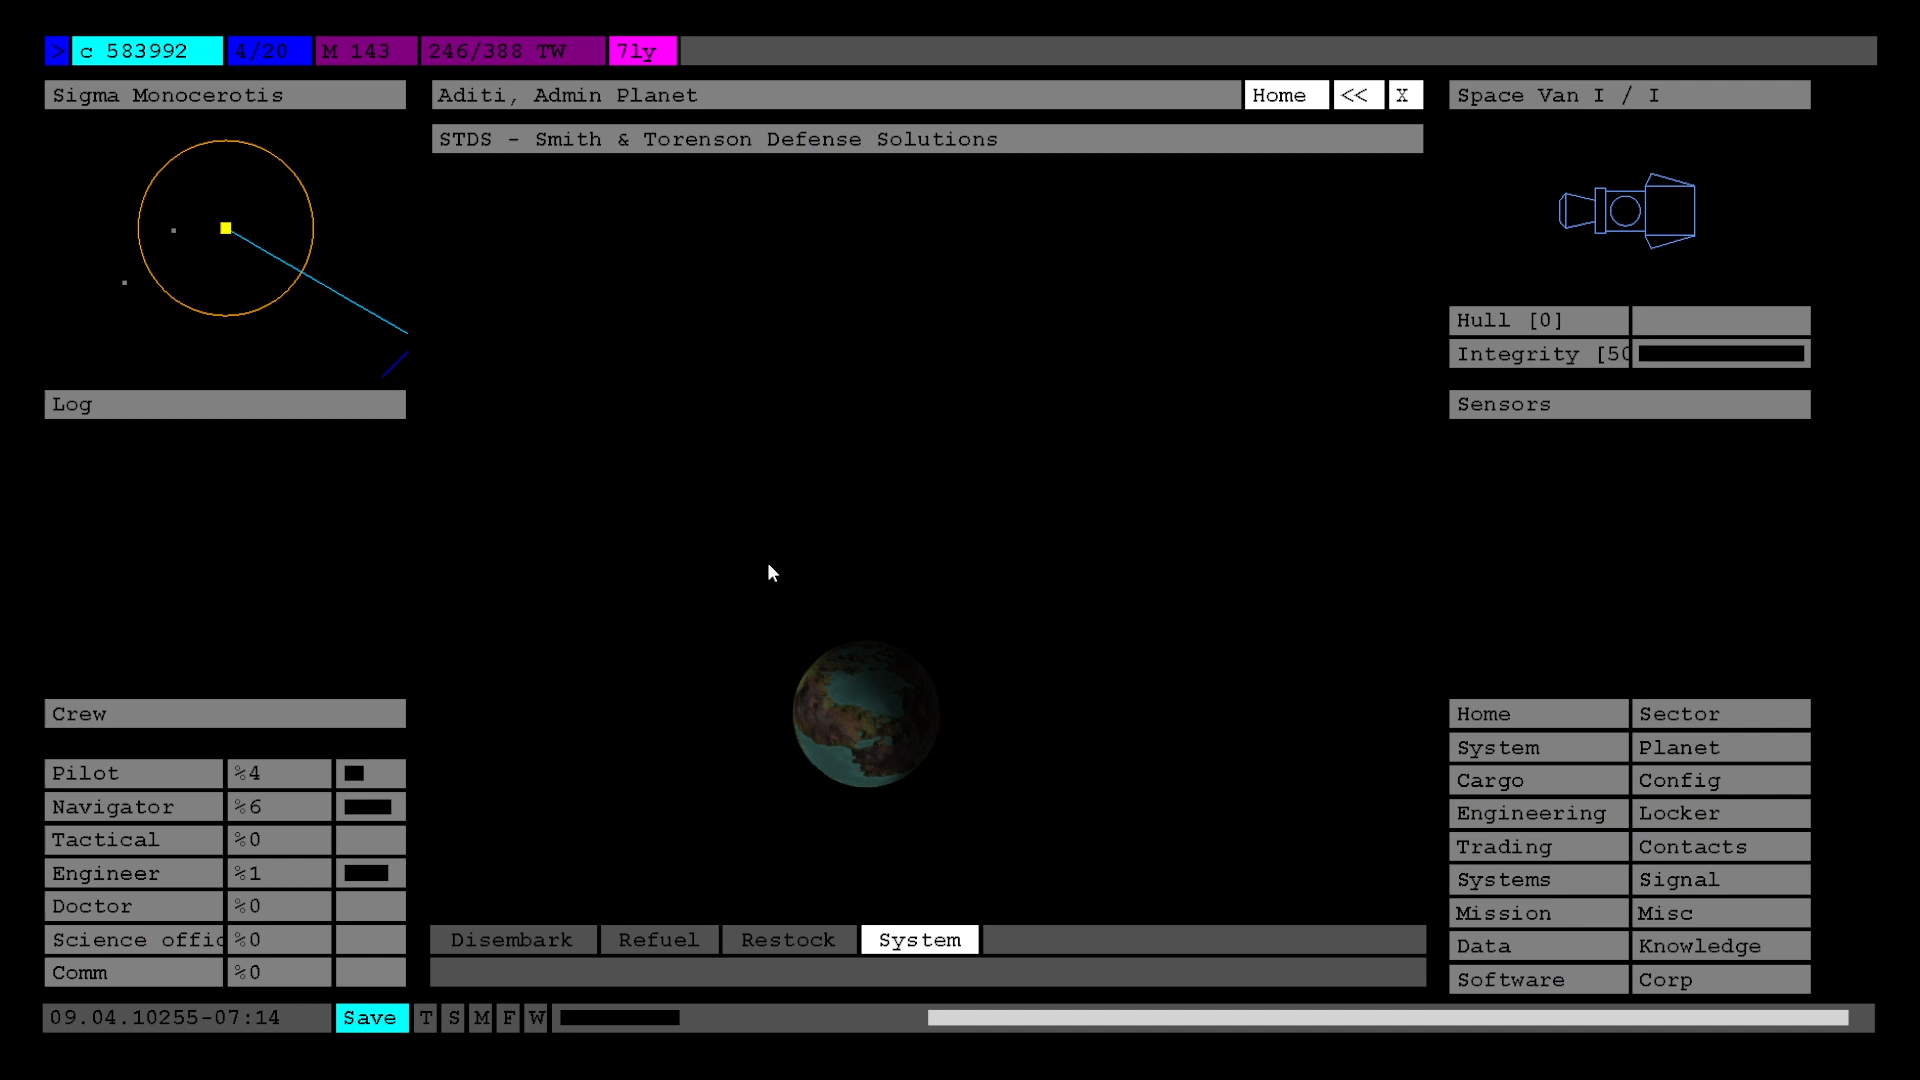 > c 583992 4/20 M 143 246/388 TW 7ly
Sigma Monocerotis
Aditi, Admin Planet
Home << X
STDS - Smith & Torenson Defense Solutions
Space Van I / I
Hull [0]
Integrity [50
Log
Sensors
Crew
Pilot %4
Navigator %6
Tactical %0
Engineer %1
Doctor %0
Science offic %0
Comm %0
Disembark Refuel Restock System
Home Sector
System Planet
Cargo Config
Engineering Locker
Trading Contacts
Systems Signal
Mission Misc
Data Knowledge
Software Corp
09.04.10255-07:14 Save T S M F W